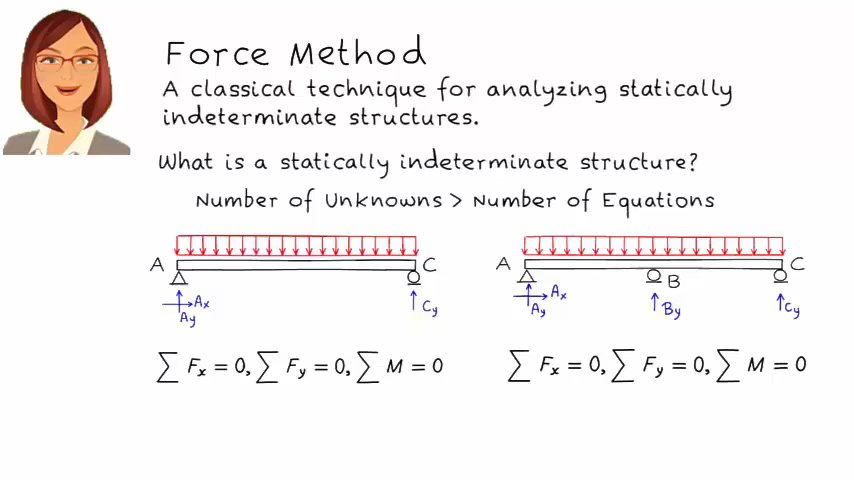 Force Method
A classical technique for analyzing statically
indeterminate structures.
What is a statically indeterminate structure?
Number of Unknowns > Number of Equations
A C
Ax
Ay
Cy
∑ Fx = 0, ∑ Fy = 0, ∑ M = 0
A C
B
Ax
Ay
By
Cy
∑ Fx = 0, ∑ Fy = 0, ∑ M = 0